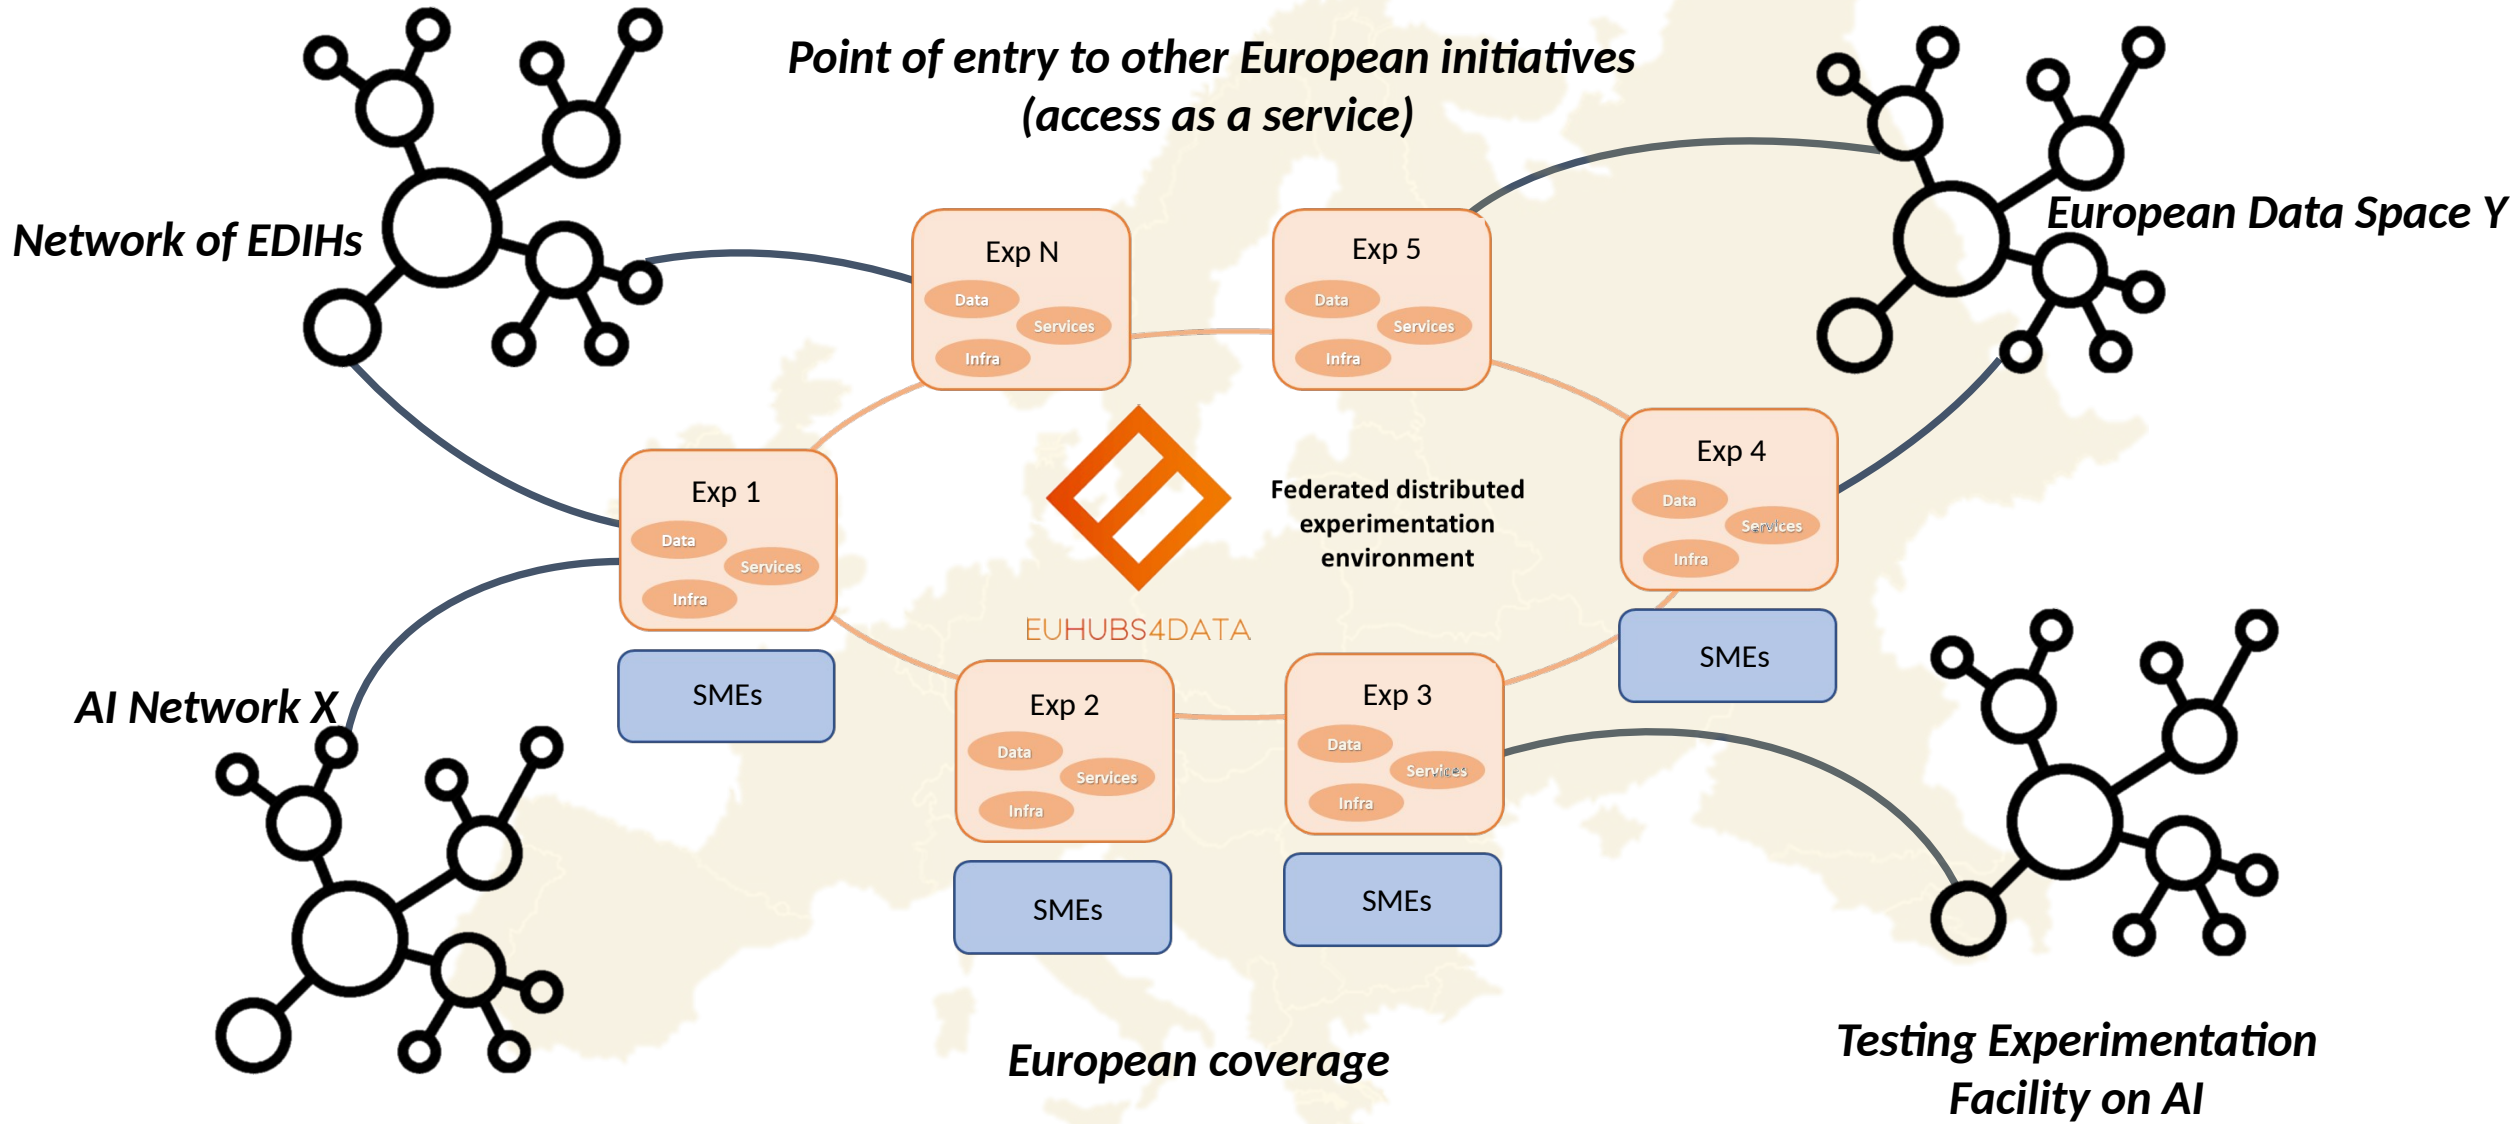 Point of entry to other European initiatives
(access as a service)
Network of EDIHs
European Data Space Y
Exp N
Data
Services
Infra
Exp 5
Data
Services
Infra
Exp 1
Data
Services
Infra
SMEs
Federated distributed
experimentation
environment
EUHUBS4DATA
Exp 4
Data
Services
Infra
SMEs
AI Network X
Exp 2
Data
Services
Infra
SMEs
Exp 3
Data
Services
Infra
SMEs
European coverage
Testing Experimentation
Facility on AI